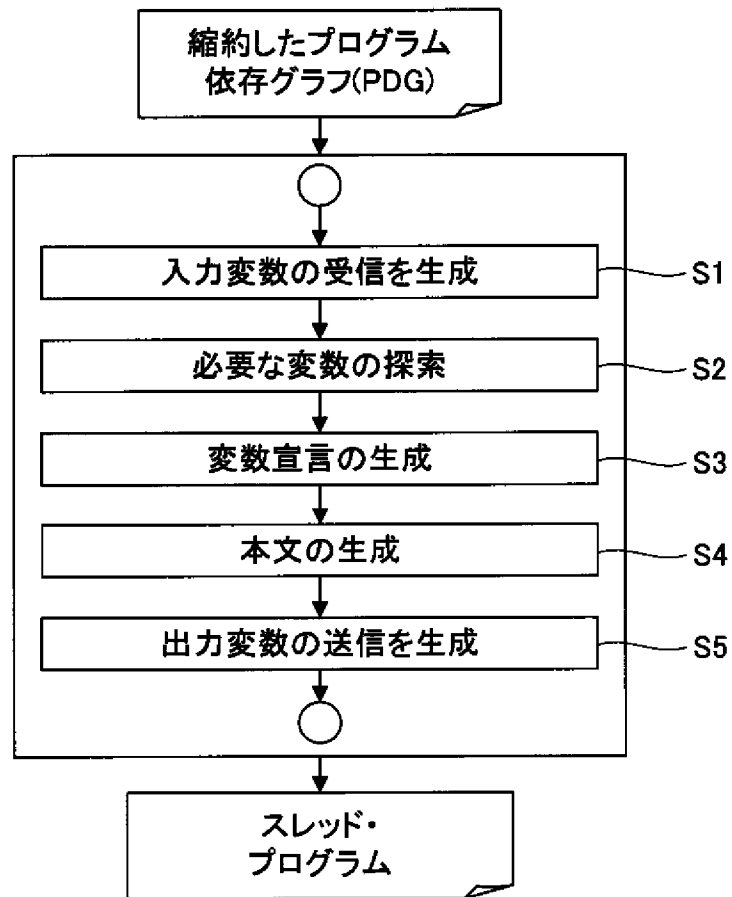 縮約したプログラム
依存グラフ(PDG)
入力変数の受信を生成
S1
必要な変数の探索
S2
変数宣言の生成
S3
本文の生成
S4
出力変数の送信を生成
S5
スレッド・
プログラム